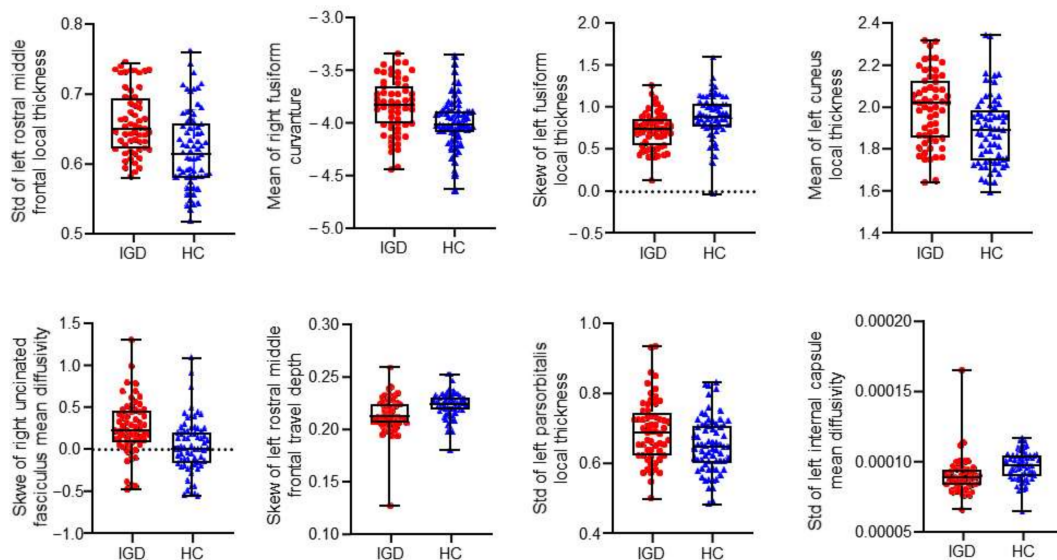 Std of left rostral middle
frontal local thickness
0.8
0.7
0.6
0.5
IGD HC
Mean of right fusiform
curvanture
−3.0
−3.5
−4.0
−4.5
−5.0
IGD HC
Skew of left fusiform
local thickness
2.0
1.5
1.0
0.5
0.0
−0.5
IGD HC
Mean of left cuneus
local thickness
2.4
2.2
2.0
1.8
1.6
1.4
IGD HC
Skwe of right uncinated
fasciculus mean diffusivity
1.5
1.0
0.5
0.0
−0.5
−1.0
IGD HC
Skew of left rostral middle
frontal travel depth
0.30
0.25
0.20
0.15
0.10
IGD HC
Std of left parsorbitalis
local thickness
1.0
0.8
0.6
0.4
IGD HC
Std of left internal capsule
mean diffusivity
0.00020
0.00015
0.00010
0.00005
IGD HC